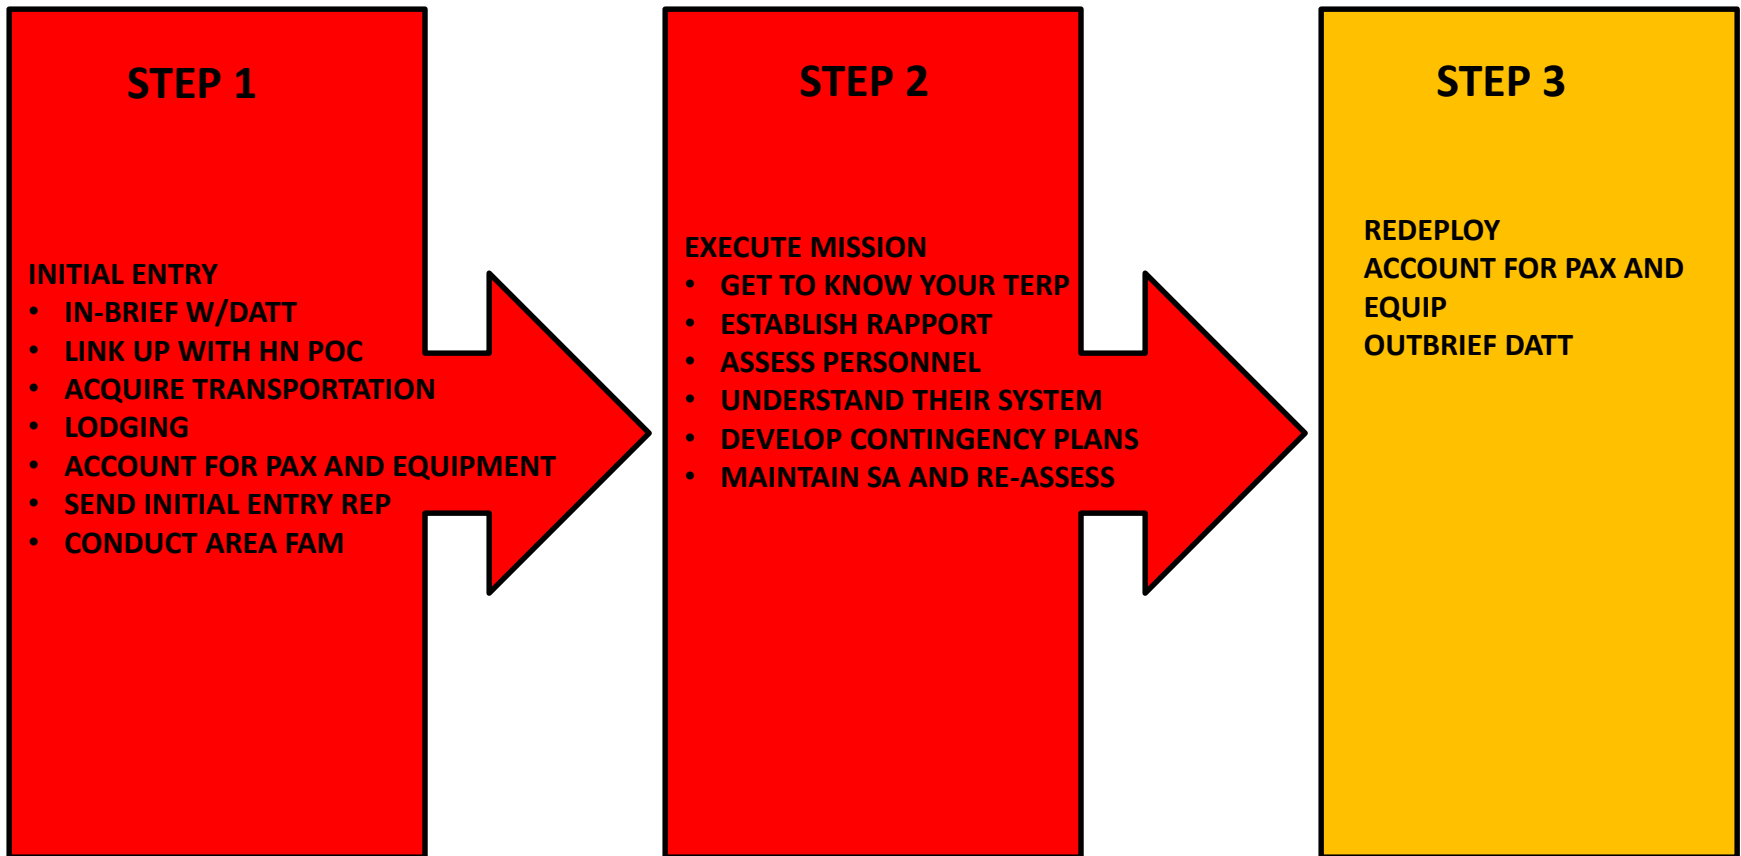 STEP 1
INITIAL ENTRY
• IN-BRIEF W/DATT
• LINK UP WITH HN POC
• ACQUIRE TRANSPORTATION
• LODGING
• ACCOUNT FOR PAX AND EQUIPMENT
• SEND INITIAL ENTRY REP
• CONDUCT AREA FAM
STEP 2
EXECUTE MISSION
• GET TO KNOW YOUR TERP
• ESTABLISH RAPPORT
• ASSESS PERSONNEL
• UNDERSTAND THEIR SYSTEM
• DEVELOP CONTINGENCY PLANS
• MAINTAIN SA AND RE-ASSESS
STEP 3
REDEPLOY
ACCOUNT FOR PAX AND
EQUIP
OUTBRIEF DATT